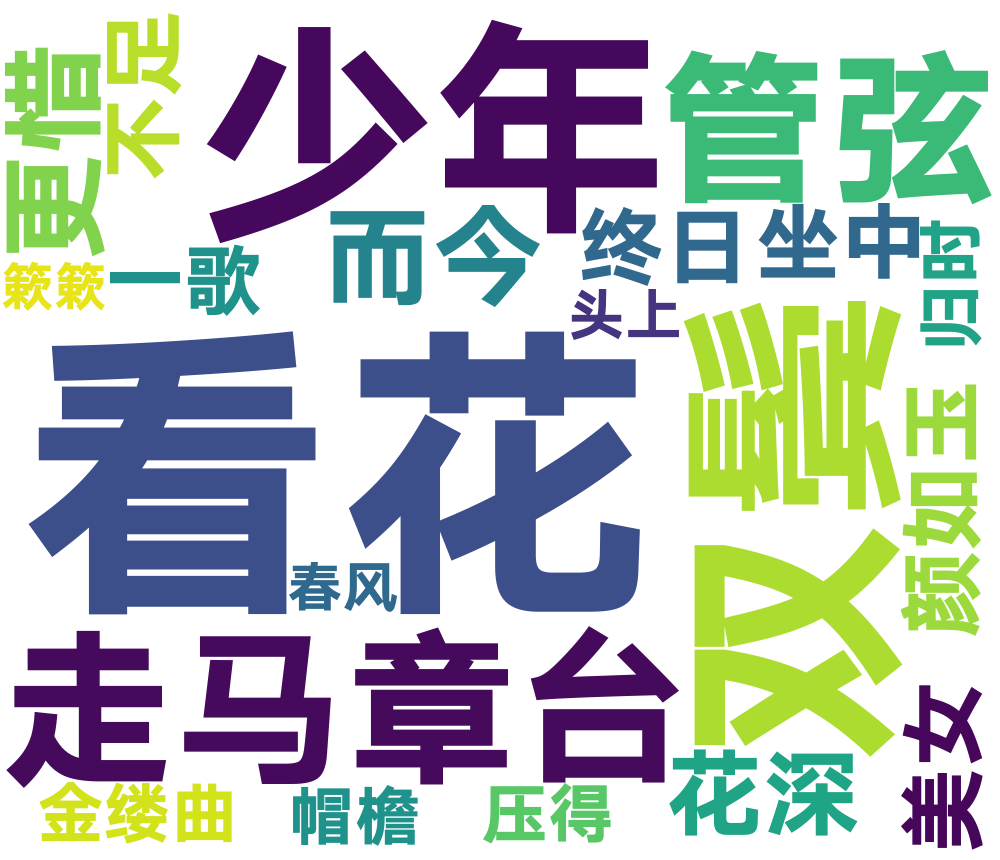 更惜
不足
少年
管弦
而今
终日坐中
归时
簌簌
一歌
头上
看花
双鬟
颜如玉
春风
走马章台
美女
花深
金缕曲
帽檐
压得